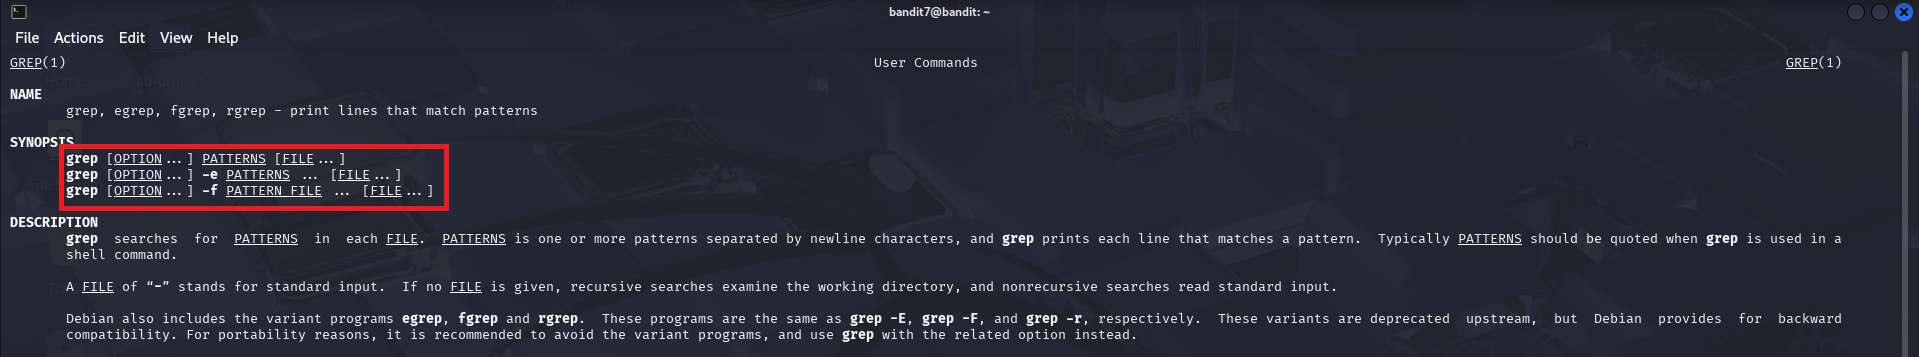 bandit7@bandit: ~
File Actions Edit View Help
GREP(1) User Commands GREP(1)
NAME
grep, egrep, fgrep, rgrep - print lines that match patterns
SYNOPSIS
grep [OPTION...] PATTERNS [FILE...]
grep [OPTION...] -e PATTERNS ... [FILE...]
grep [OPTION...] -f PATTERN_FILE ... [FILE...]
DESCRIPTION
grep searches for PATTERNS in each FILE. PATTERNS is one or more patterns separated by newline characters, and grep prints each line that matches a pattern. Typically PATTERNS should be quoted when grep is used in a
shell command.
A FILE of “-” stands for standard input. If no FILE is given, recursive searches examine the working directory, and nonrecursive searches read standard input.
Debian also includes the variant programs egrep, fgrep and rgrep. These programs are the same as grep -E, grep -F, and grep -r, respectively. These variants are deprecated upstream, but Debian provides for backward
compatibility. For portability reasons, it is recommended to avoid the variant programs, and use grep with the related option instead.